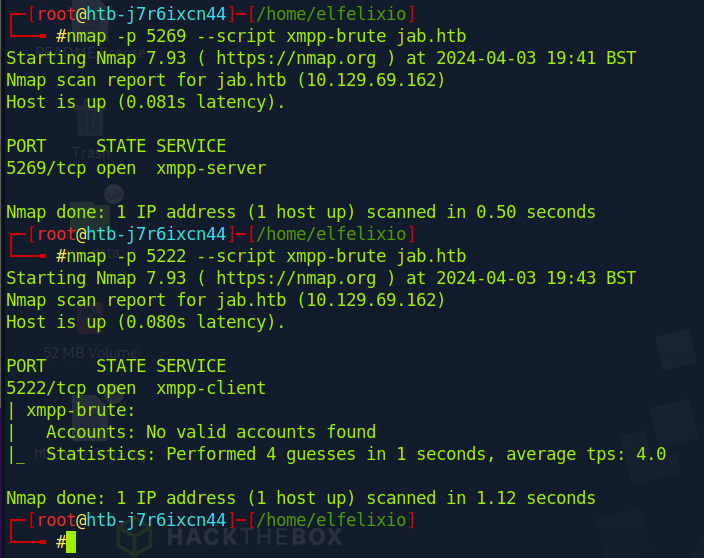 ┌─[root@htb-j7r6ixcn44]─[/home/elfelixio]
└──╼ #nmap -p 5269 --script xmpp-brute jab.htb
Starting Nmap 7.93 ( https://nmap.org ) at 2024-04-03 19:41 BST
Nmap scan report for jab.htb (10.129.69.162)
Host is up (0.081s latency).
PORT     STATE SERVICE
Trash
5269/tcp open  xmpp-server
Nmap done: 1 IP address (1 host up) scanned in 0.50 seconds
┌─[root@htb-j7r6ixcn44]─[/home/elfelixio]
└──╼ #nmap -p 5222 --script xmpp-brute jab.htb
Starting Nmap 7.93 ( https://nmap.org ) at 2024-04-03 19:43 BST
Nmap scan report for jab.htb (10.129.69.162)
Host is up (0.080s latency).
52 MB Volume
PORT     STATE SERVICE
5222/tcp open  xmpp-client
| xmpp-brute:
|   Accounts: No valid accounts found
|_  Statistics: Performed 4 guesses in 1 seconds, average tps: 4.0
Nmap done: 1 IP address (1 host up) scanned in 1.12 seconds
┌─[root@htb-j7r6ixcn44]─[/home/elfelixio]
└──╼ #
HACKTHEBOX